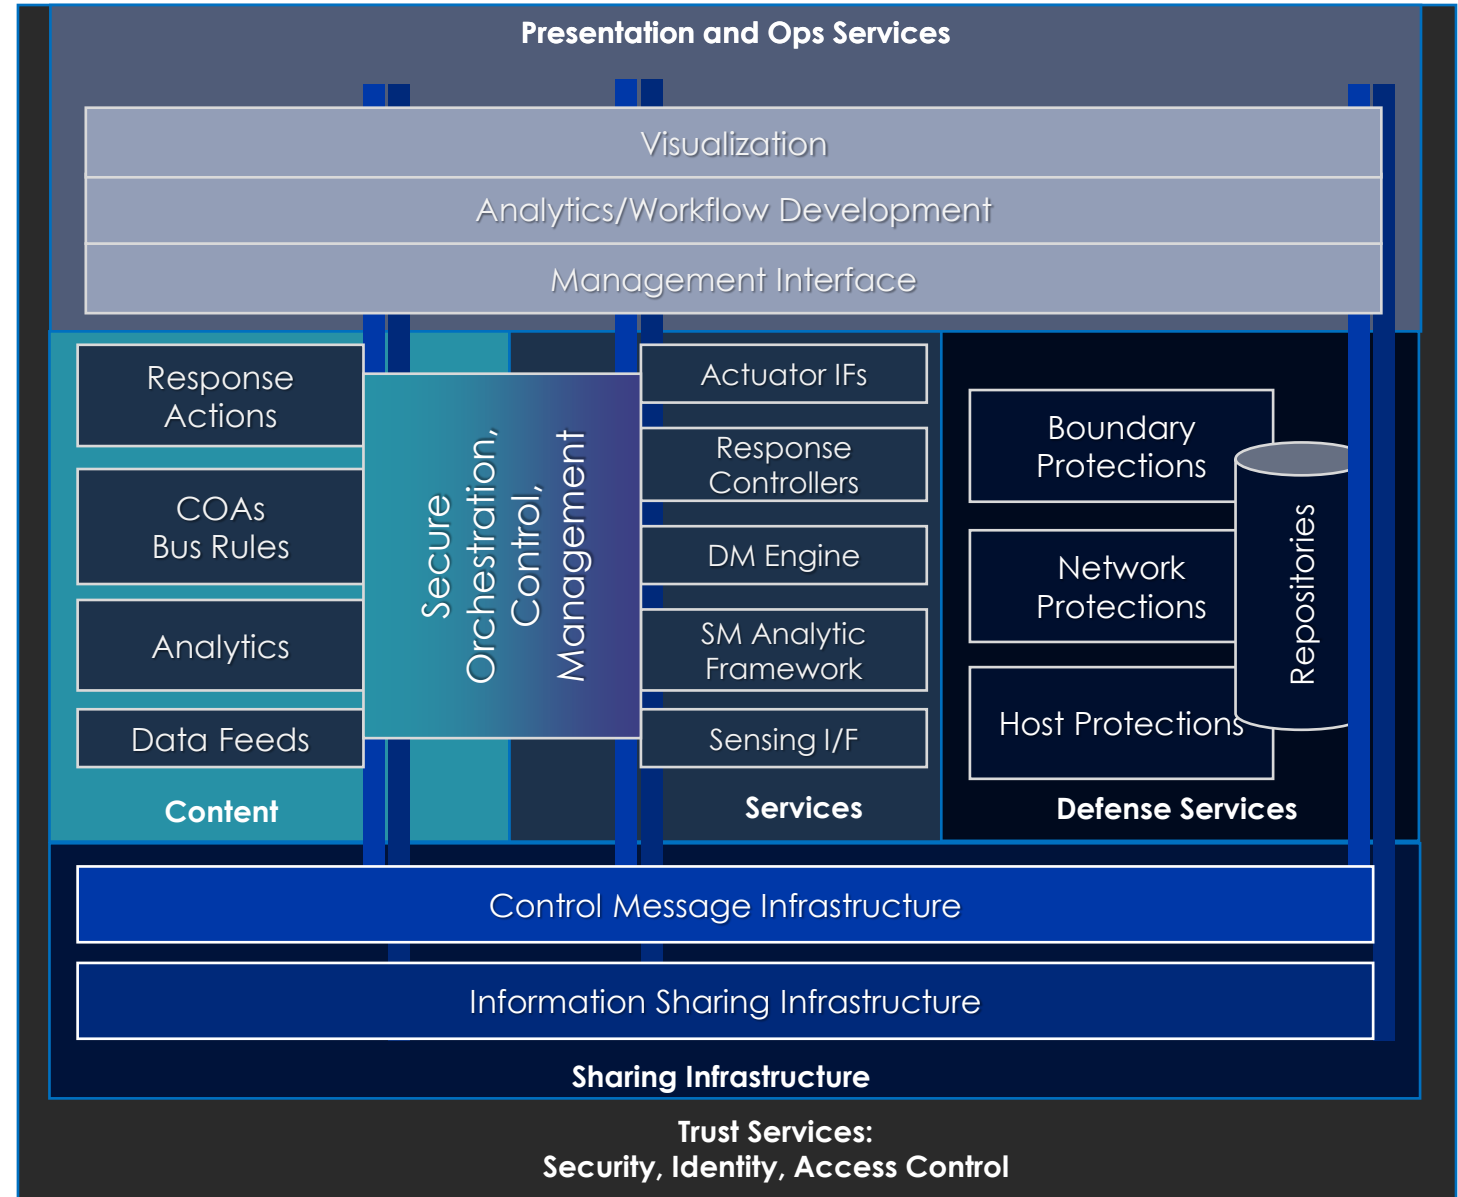 Presentation and Ops Services
Visualization
Analytics/Workflow Development
Management Interface
Response
Actions
COAs
Bus Rules
Analytics
Data Feeds
Content
Secure
Orchestration,
Control,
Management
Actuator IFs
Response
Controllers
DM Engine
SM Analytic
Framework
Sensing I/F
Services
Boundary
Protections
Network
Protections
Host Protections
Repositories
Defense Services
Control Message Infrastructure
Information Sharing Infrastructure
Sharing Infrastructure
Trust Services:
Security, Identity, Access Control